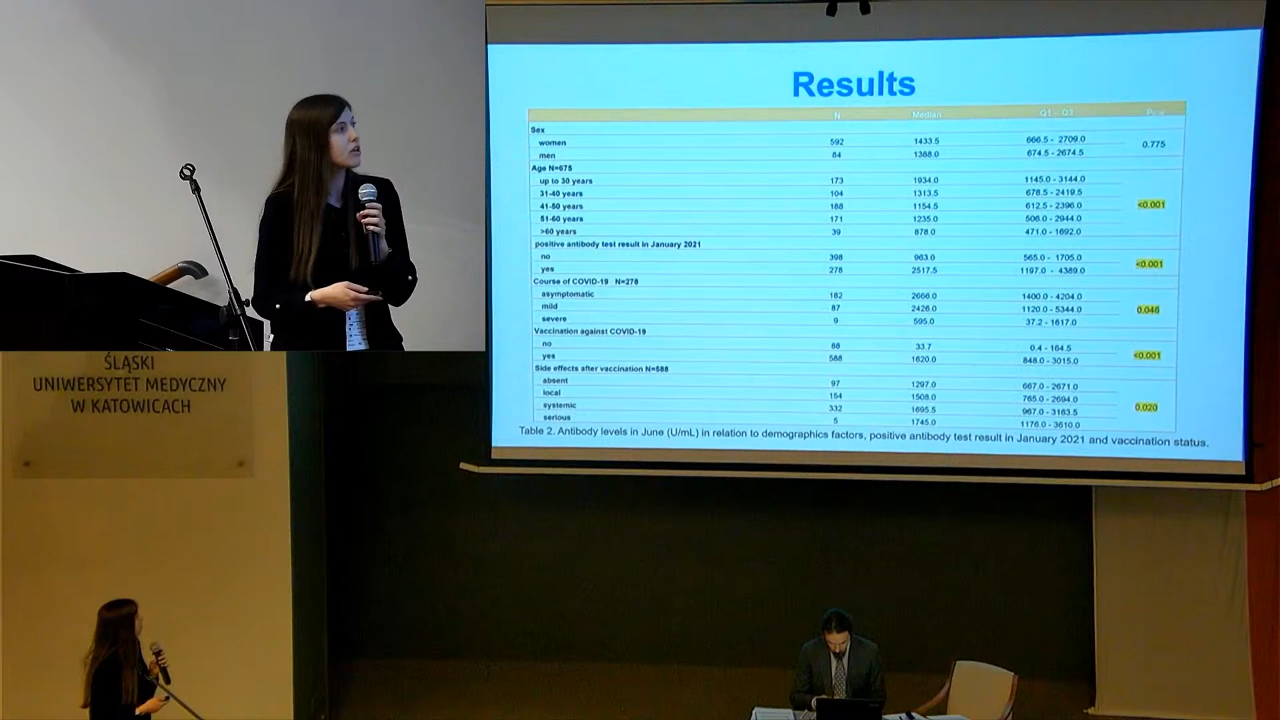 Results
N Median Q1 - Q3
Sex
women 592 1433.5 666.5 - 2709.0 0.775
men 84 1388.0 674.5 - 2674.5
Age N=675
up to 30 years 173 1934.0 1145.0 - 3144.0
31-40 years 104 1313.5 678.5 - 2419.5
41-50 years 188 1154.5 612.5 - 2396.0 <0.001
51-60 years 171 1235.0 506.0 - 2944.0
>60 years 39 878.0 471.0 - 1692.0
positive antibody test result in January 2021
no 398 963.0 565.0 - 1705.0 <0.001
yes 278 2517.5 1197.0 - 4389.0
Course of COVID-19 N=278
asymptomatic 182 2666.0 1400.0 - 4204.0
mild 87 2426.0 1120.0 - 5344.0 0.046
severe 9 595.0 37.2 - 1617.0
Vaccination against COVID-19
no 88 33.7 0.4 - 164.5 <0.001
yes 588 1620.0 848.0 - 3015.0
Side effects after vaccination N=588
absent 97 1297.0 667.0 - 2671.0
local 154 1508.0 765.0 - 2694.0
systemic 332 1695.5 967.0 - 3163.5 0.020
serious 5 1745.0 1176.0 - 3610.0
Table 2. Antibody levels in June (U/mL) in relation to demographics factors, positive antibody test result in January 2021 and vaccination status.
ŚLĄSKI
UNIWERSYTET MEDYCZNY
W KATOWICACH